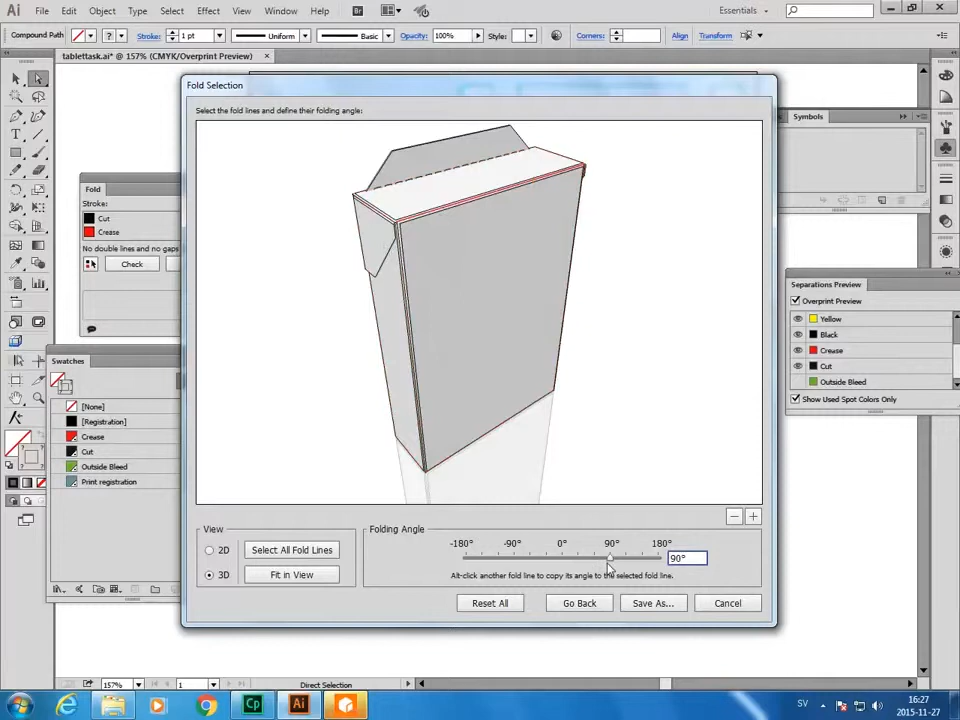 Ai File Edit Object Type Select Effect View Window Help Br Essentials
Compound Path ? Stroke: 1 pt Uniform Basic Opacity: 100% Style: Corners: Align Transform
tablettask.ai* @ 157% (CMYK/Overprint Preview) ×
Fold Selection
Select the fold lines and define their folding angle:
Symbols
Fold
Stroke:
Cut
Crease
No double lines and no gaps
Check
Separations Preview
Overprint Preview
Yellow
Black
Crease
Cut
Outside Bleed
Show Used Spot Colors Only
Swatches
[None]
[Registration]
Crease
Cut
Outside Bleed
Print registration
View
2D Select All Fold Lines
3D Fit in View
Folding Angle
-180° -90° 0° 90° 180°
90°
Alt-click another fold line to copy its angle to the selected fold line.
Reset All Go Back Save As... Cancel
157% 1 Direct Selection
Cp Ai SV 16:27
2015-11-27